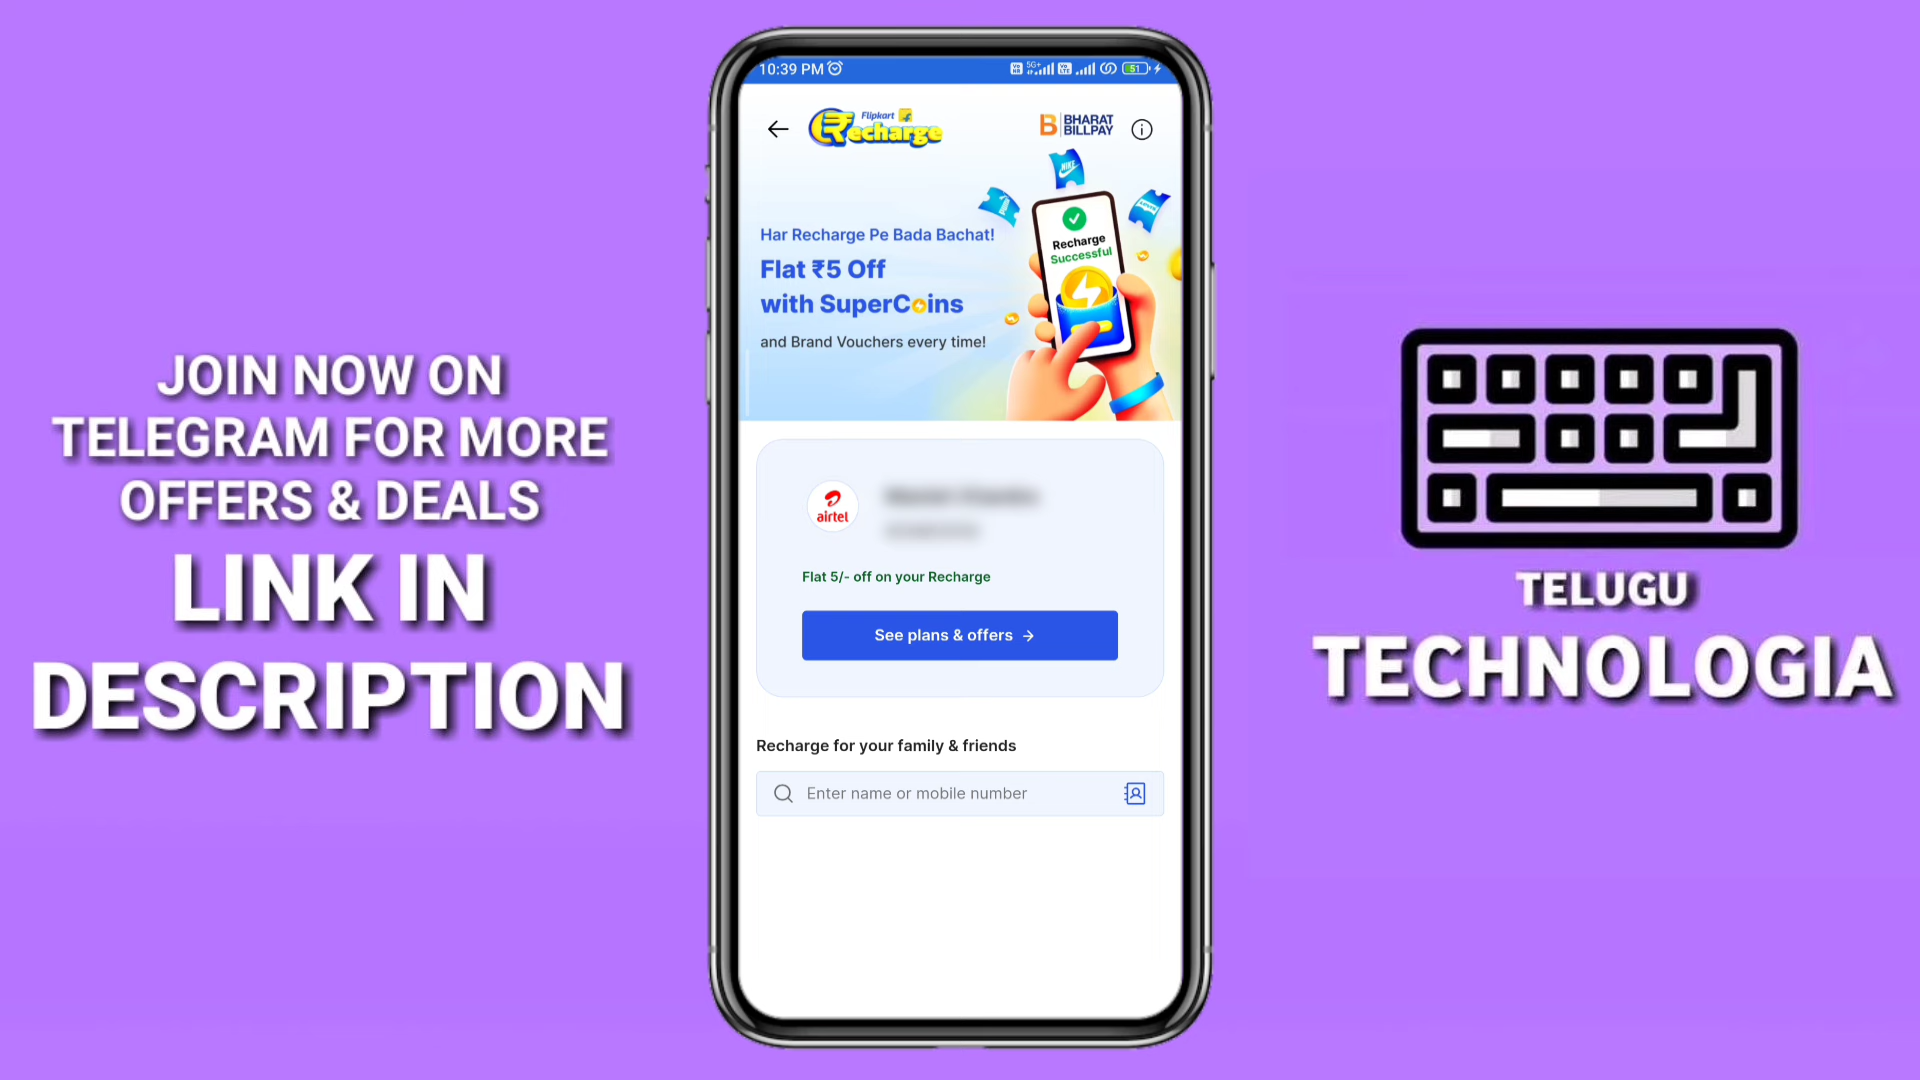 JOIN NOW ON
TELEGRAM FOR MORE
OFFERS & DEALS
LINK IN
DESCRIPTION
10:39 PM
5G+
51
Flipkart
Recharge
BHARAT
BILLPAY
NIKE
Har Recharge Pe Bada Bachat!
Flat ₹5 Off
with SuperCoins
and Brand Vouchers every time!
Recharge
Successful
airtel
Flat 5/- off on your Recharge
See plans & offers →
Recharge for your family & friends
Enter name or mobile number
TELUGU
TECHNOLOGIA